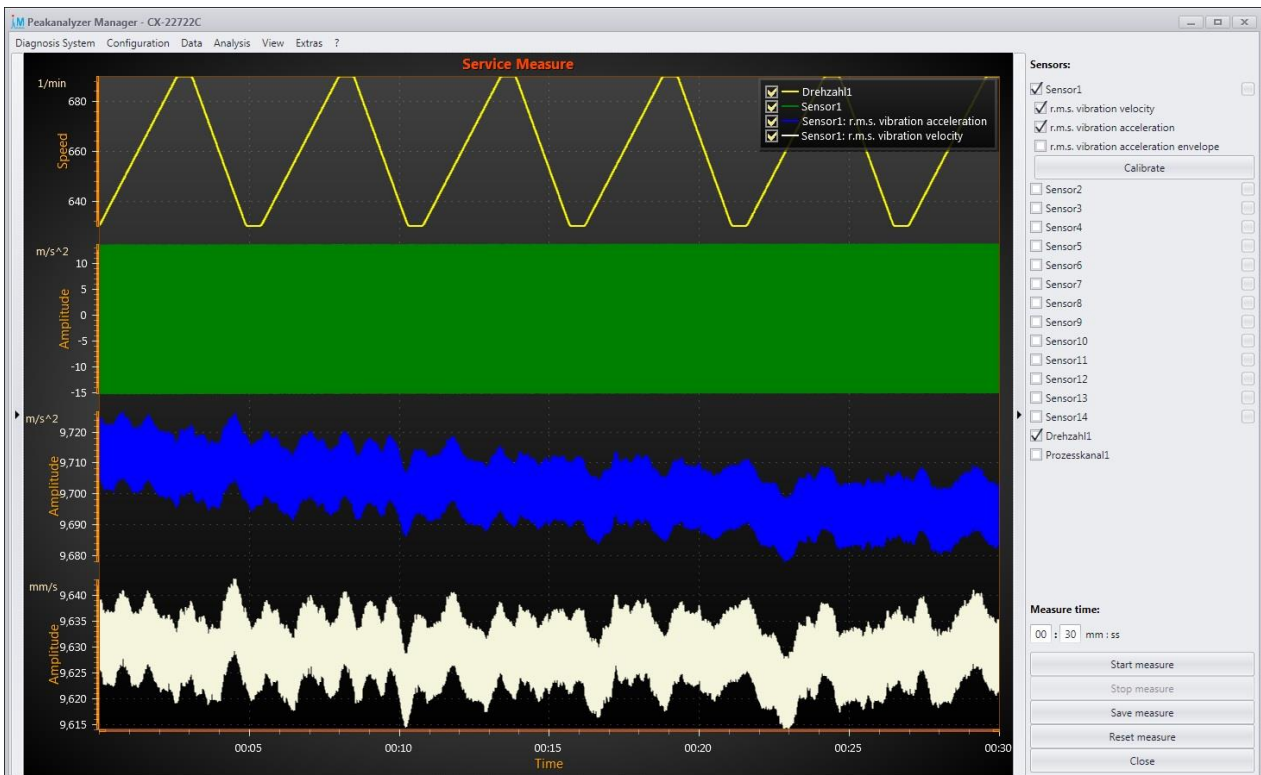 Peakanalyzer Manager - CX-22722C
Diagnosis System Configuration Data Analysis View Extras ?
Service Measure
1/min
680
660
640
Speed
Drehzahl1
Sensor1
Sensor1: r.m.s. vibration acceleration
Sensor1: r.m.s. vibration velocity
m/s^2
10
5
0
-5
-10
-15
Amplitude
m/s^2
9,720
9,710
9,700
9,690
9,680
Amplitude
mm/s
9,640
9,635
9,630
9,625
9,620
9,615
Amplitude
00:05 00:10 00:15 00:20 00:25 00:30
Time
Sensors:
Sensor1
r.m.s. vibration velocity
r.m.s. vibration acceleration
r.m.s. vibration acceleration envelope
Calibrate
Sensor2
Sensor3
Sensor4
Sensor5
Sensor6
Sensor7
Sensor8
Sensor9
Sensor10
Sensor11
Sensor12
Sensor13
Sensor14
Drehzahl1
Prozesskanal1
Measure time:
00 : 30 mm : ss
Start measure
Stop measure
Save measure
Reset measure
Close